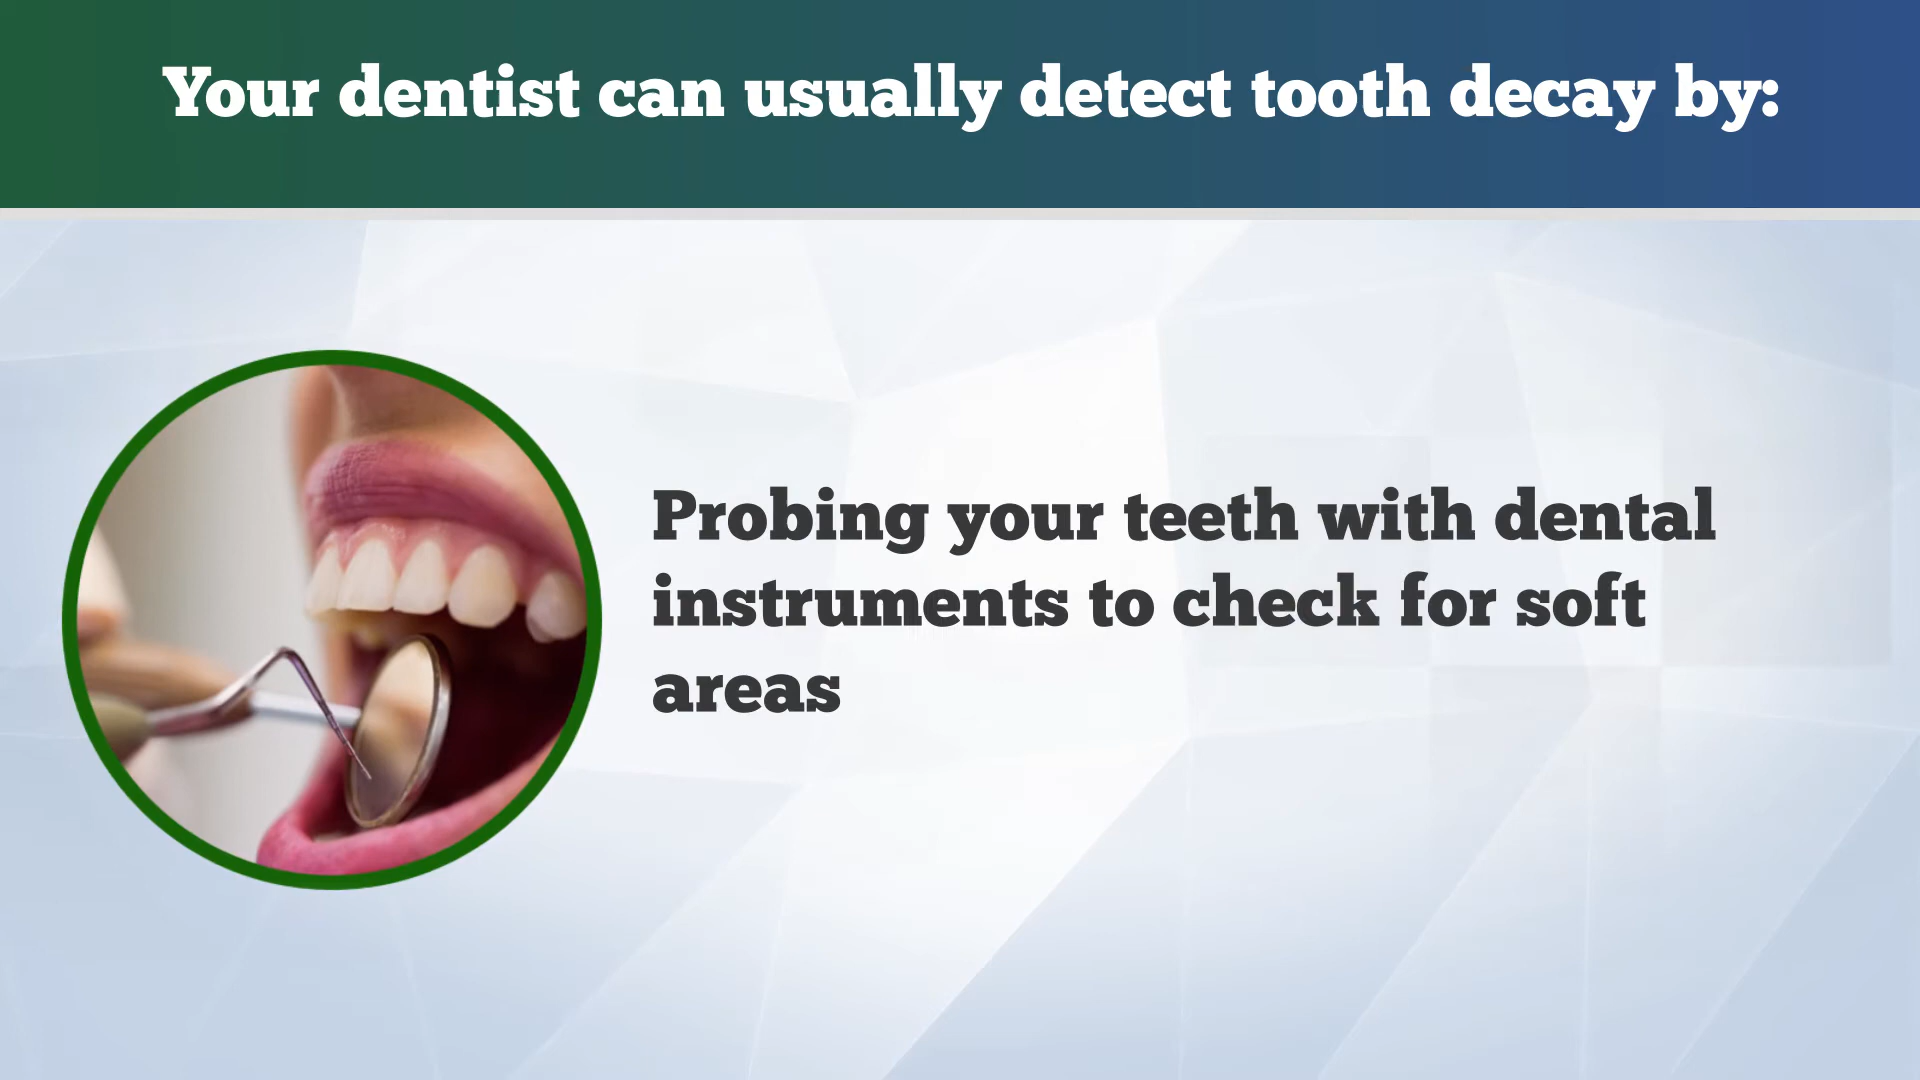 Your dentist can usually detect tooth decay by:
Probing your teeth with dental
instruments to check for soft
areas